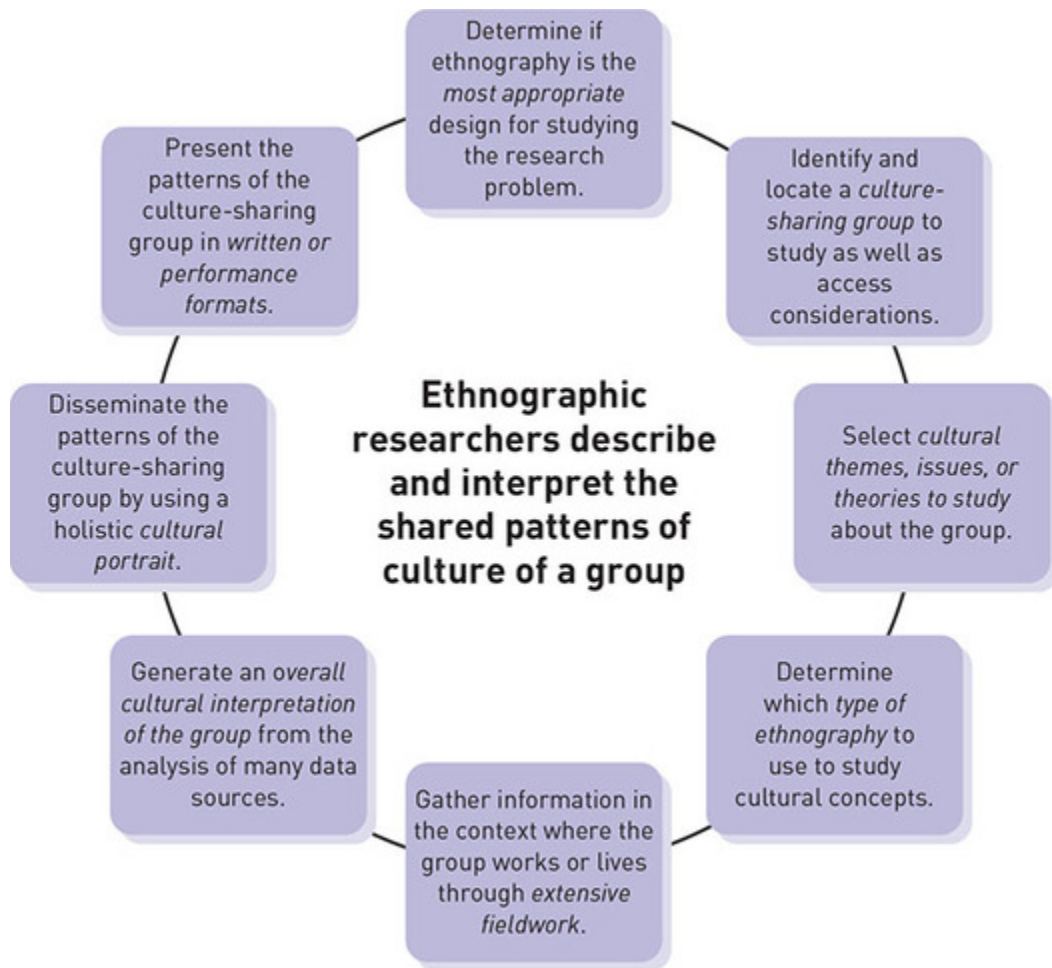 Determine if
ethnography is the
most appropriate
design for studying
the research
problem.
Identify and
locate a culture-
sharing group to
study as well as
access
considerations.
Select cultural
themes, issues, or
theories to study
about the group.
Determine
which type of
ethnography to
use to study
cultural concepts.
Gather information in
the context where the
group works or lives
through extensive
fieldwork.
Generate an overall
cultural interpretation
of the group from the
analysis of many data
sources.
Disseminate the
patterns of the
culture-sharing
group by using a
holistic cultural
portrait.
Present the
patterns of the
culture-sharing
group in written or
performance
formats.
Ethnographic
researchers describe
and interpret the
shared patterns of
culture of a group